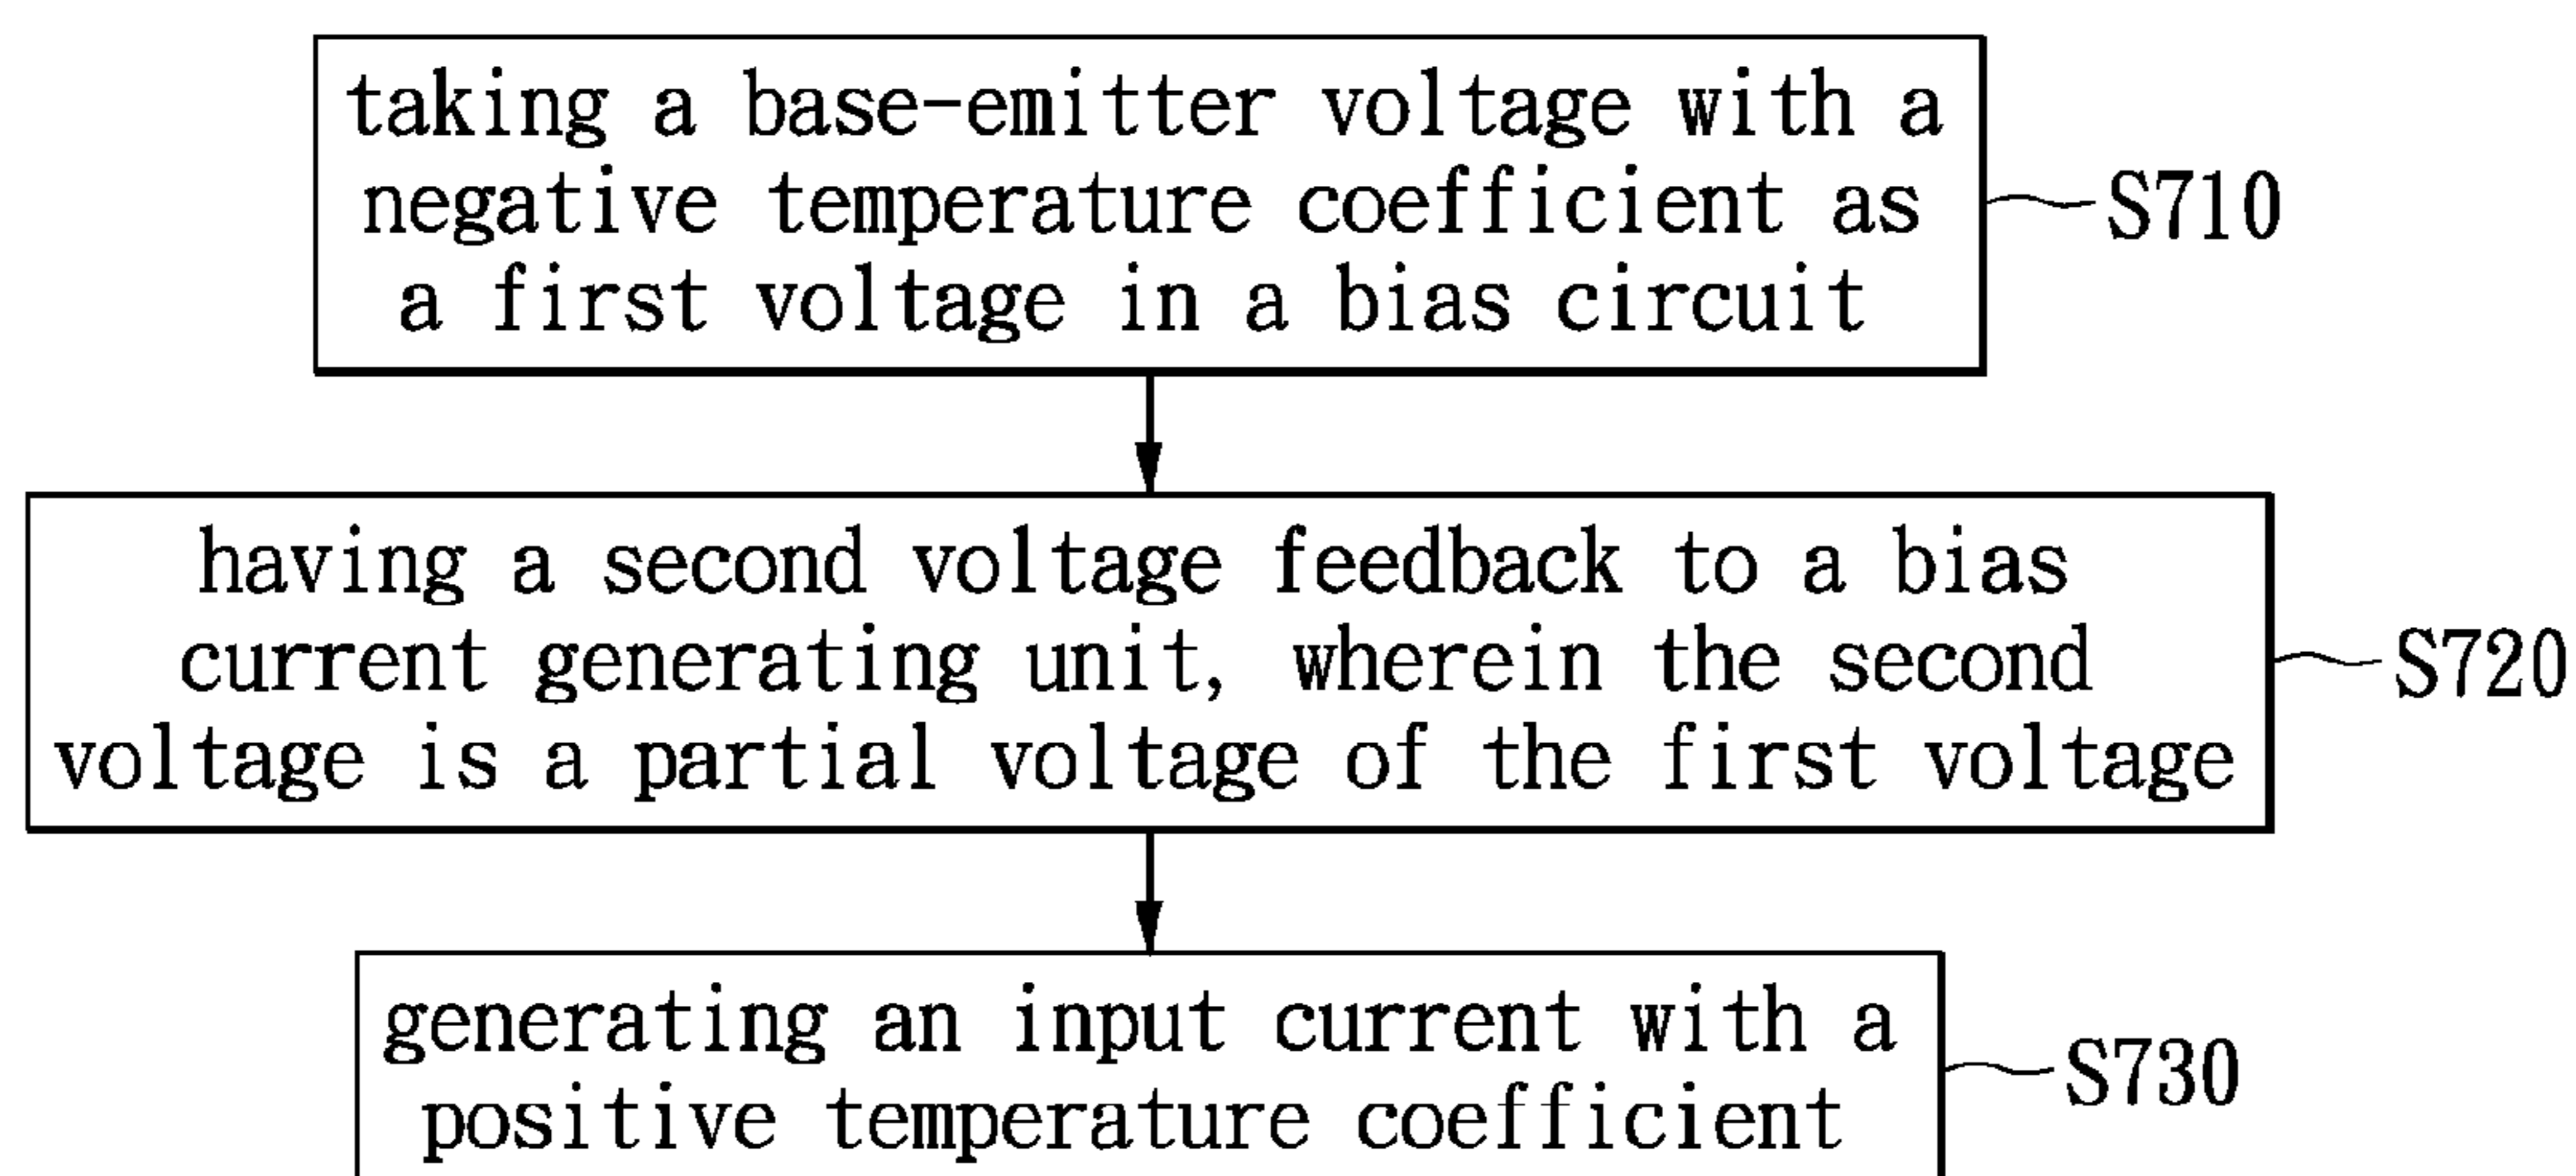 taking a base-emitter voltage with a
negative temperature coefficient as
a first voltage in a bias circuit
S710
having a second voltage feedback to a bias
current generating unit, wherein the second
voltage is a partial voltage of the first voltage
S720
generating an input current with a
positive temperature coefficient
S730